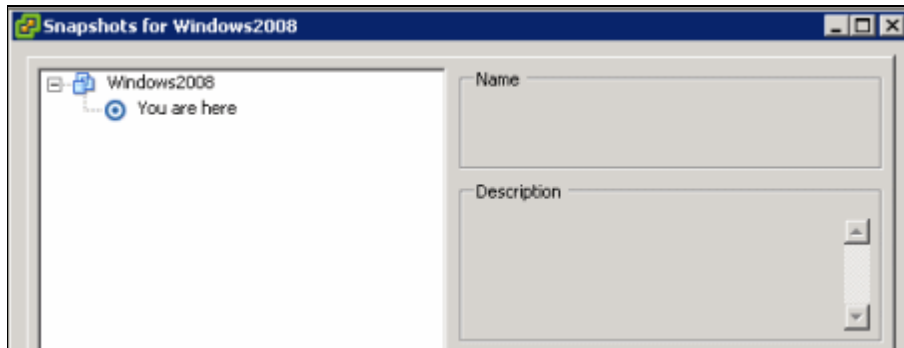 Snapshots for Windows2008
Windows2008
You are here
Name
Description